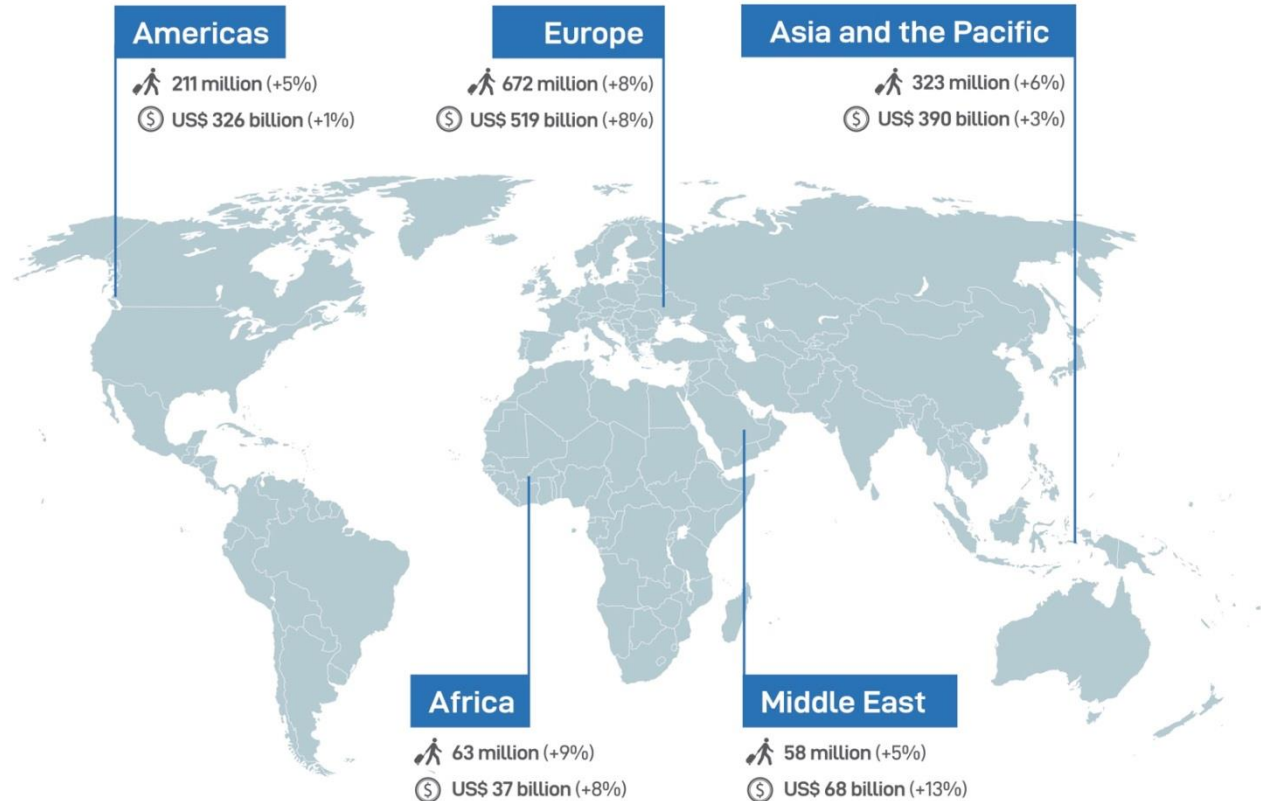 Americas
211 million (+5%)
US$ 326 billion (+1%)
Europe
672 million (+8%)
US$ 519 billion (+8%)
Asia and the Pacific
323 million (+6%)
US$ 390 billion (+3%)
Africa
63 million (+9%)
US$ 37 billion (+8%)
Middle East
58 million (+5%)
US$ 68 billion (+13%)